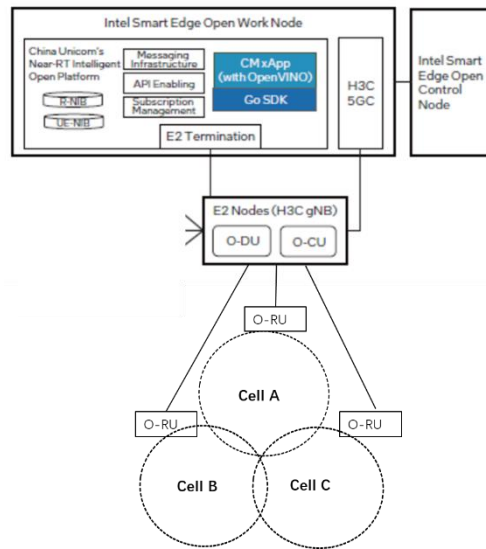 Intel Smart Edge Open Work Node
China Unicom's
Near-RT Intelligent
Open Platform
R-NIB
UE-NIB
Messaging
Infrastructure
API Enabling
Subscription
Management
CM xApp
(with OpenVINO)
Go SDK
E2 Termination
H3C
5GC
Intel Smart
Edge Open
Control
Node
E2 Nodes (H3C gNB)
O-DU
O-CU
O-RU
Cell A
O-RU
O-RU
Cell B
Cell C